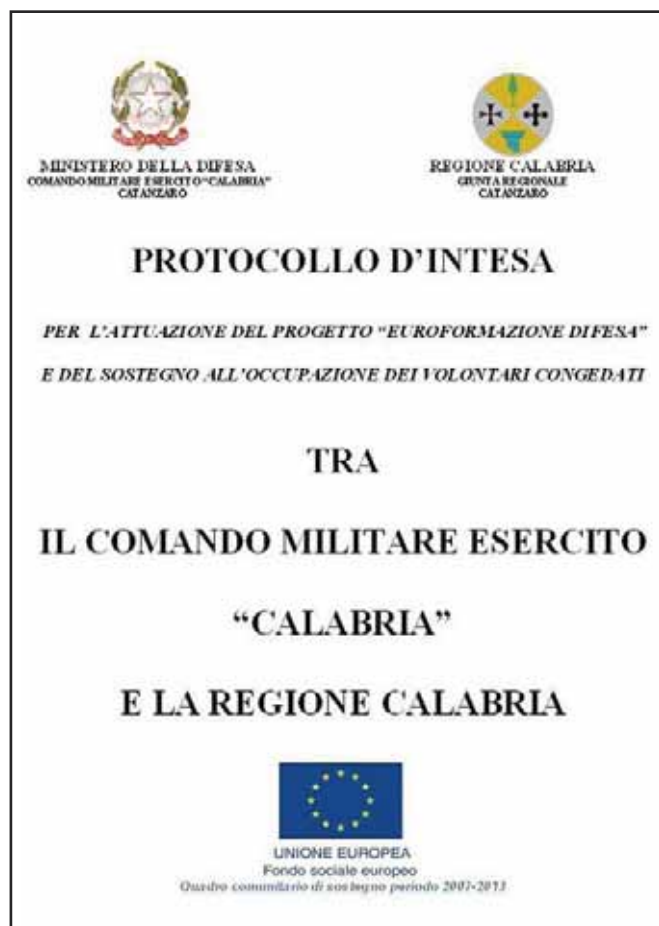 MINISTERO DELLA DIFESA
COMANDO MILITARE ESERCITO "CALABRIA"
CATANZARO
REGIONE CALABRIA
GIUNTA REGIONALE
CATANZARO
PROTOCOLLO D'INTESA
PER L'ATTUAZIONE DEL PROGETTO "EUROFORMAZIONE DIFESA"
E DEL SOSTEGNO ALL'OCCUPAZIONE DEI VOLONTARI CONGEDATI
TRA
IL COMANDO MILITARE ESERCITO
"CALABRIA"
E LA REGIONE CALABRIA
UNIONE EUROPEA
Fondo sociale europeo
Quadro comunitario di sostegno periodo 2007-2013